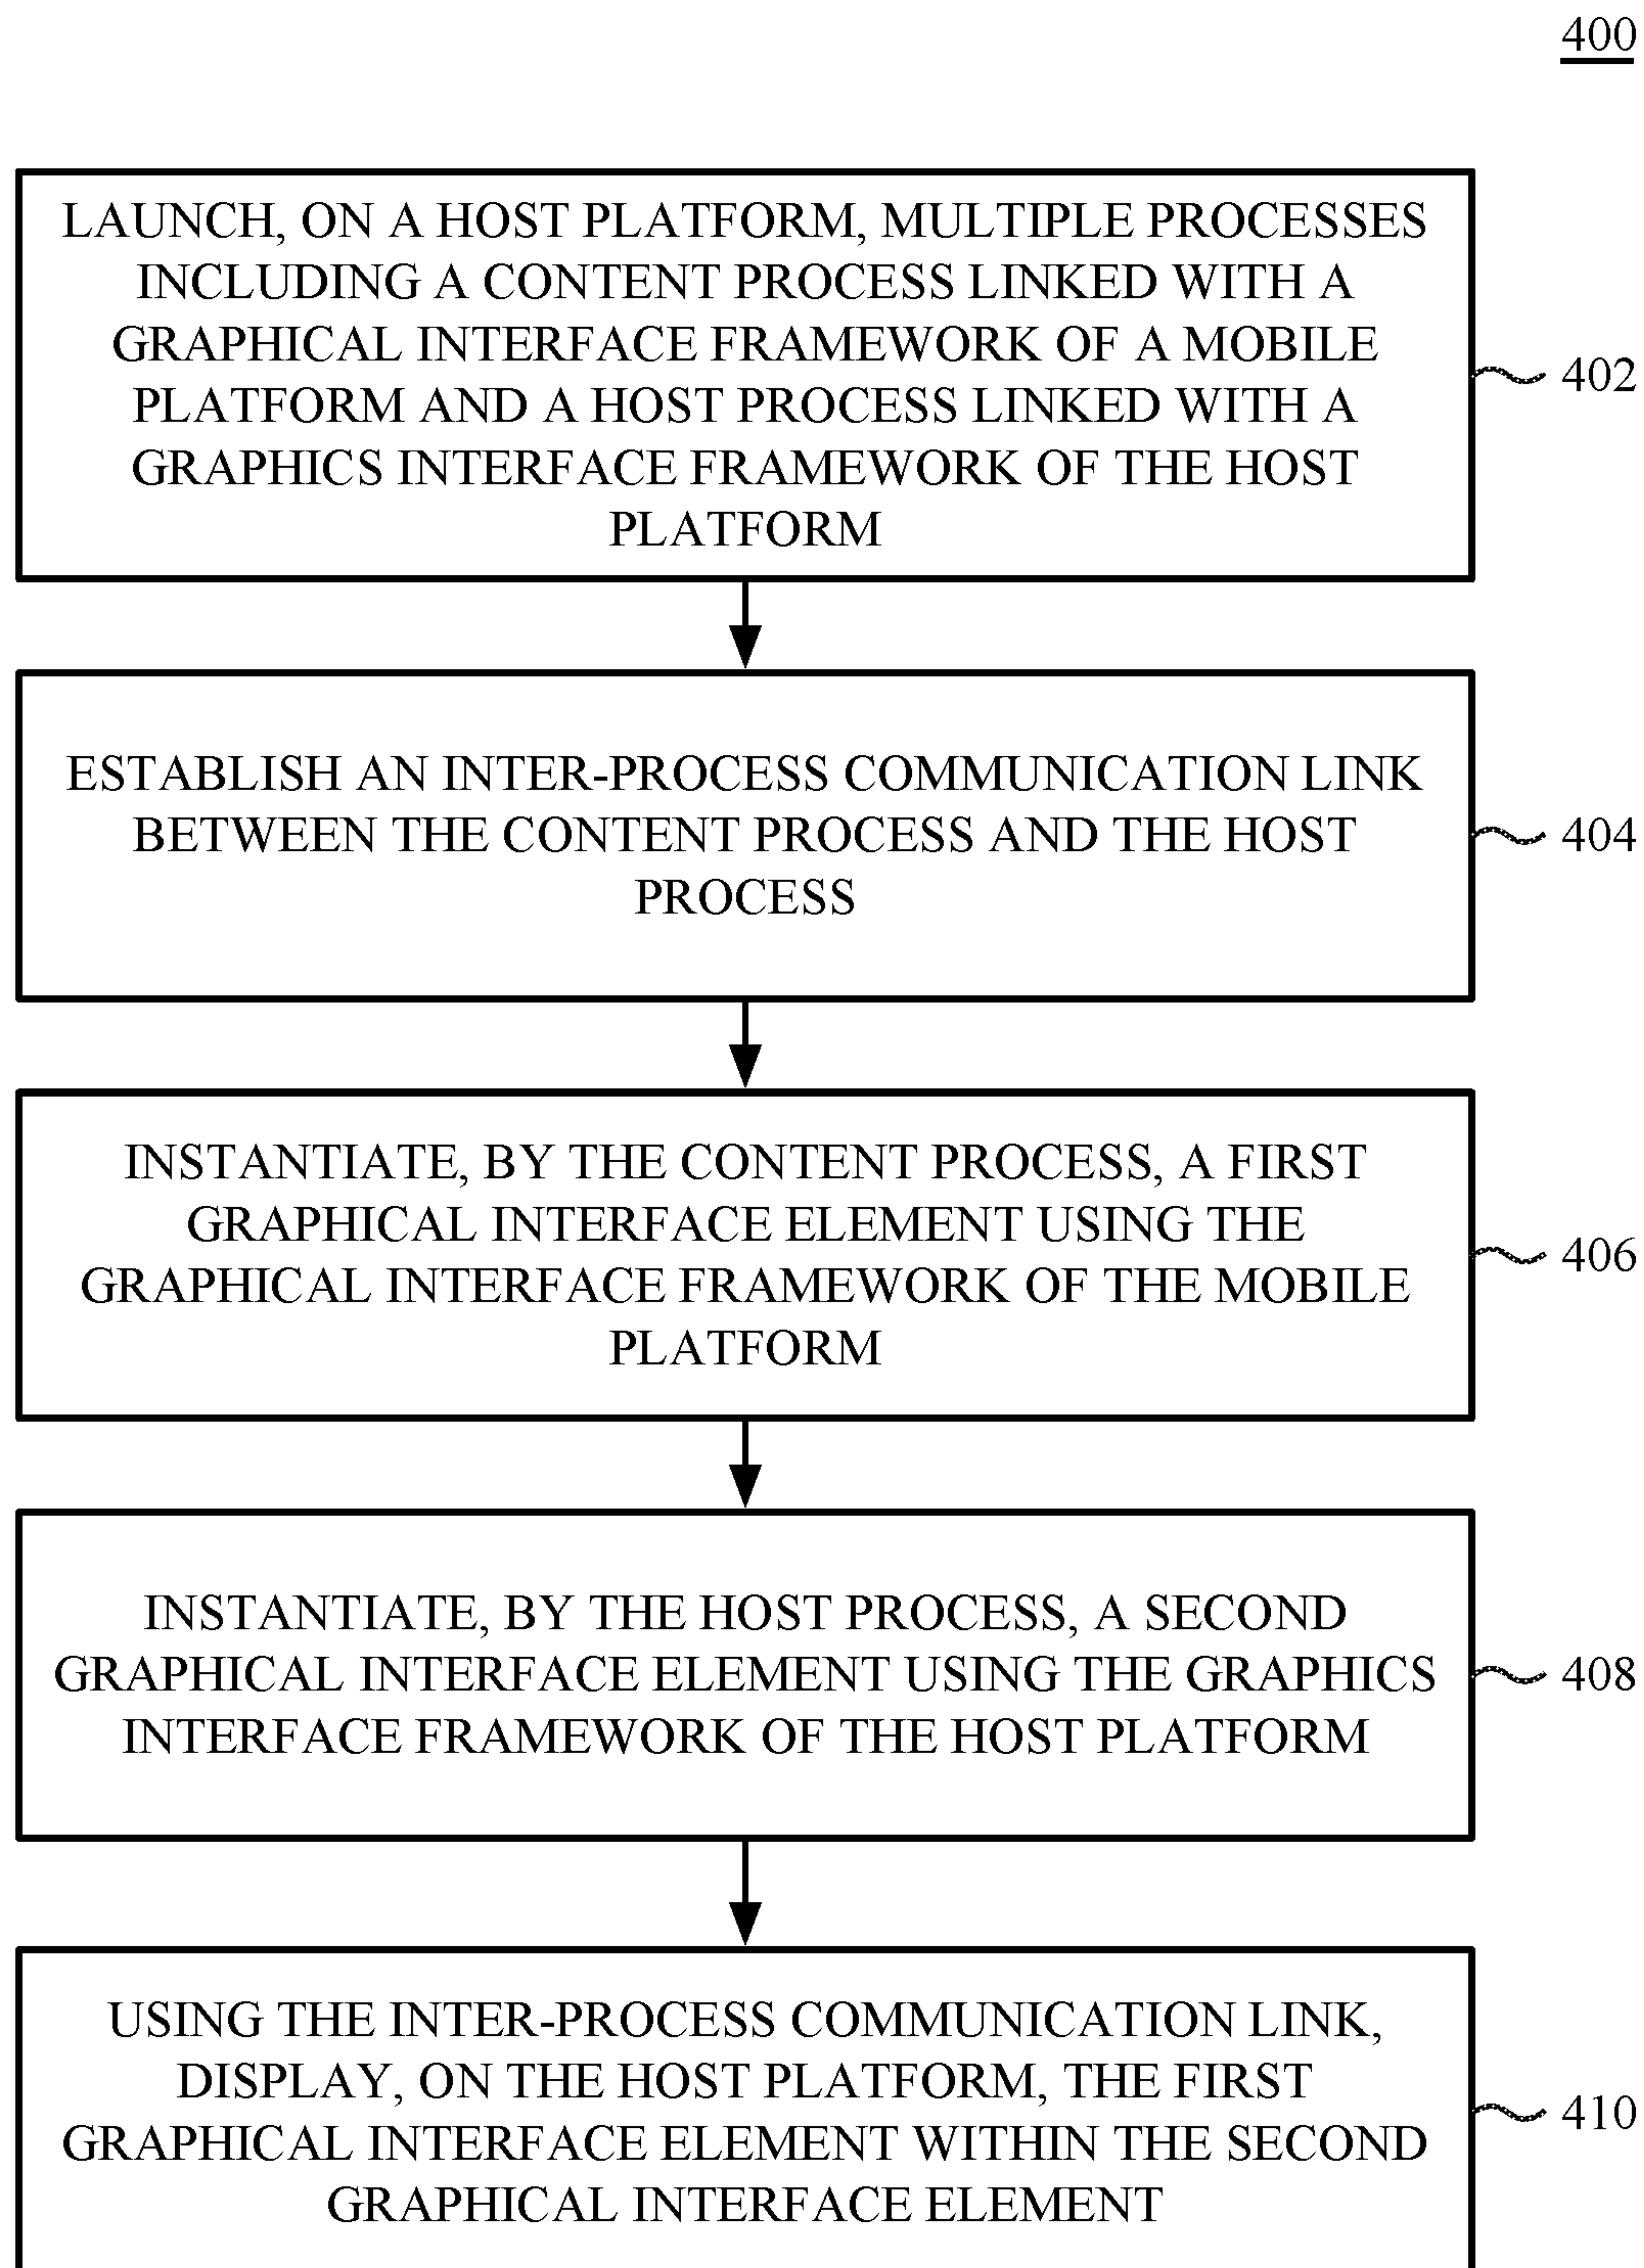 400
LAUNCH, ON A HOST PLATFORM, MULTIPLE PROCESSES
INCLUDING A CONTENT PROCESS LINKED WITH A
GRAPHICAL INTERFACE FRAMEWORK OF A MOBILE
PLATFORM AND A HOST PROCESS LINKED WITH A
GRAPHICS INTERFACE FRAMEWORK OF THE HOST
PLATFORM
402
ESTABLISH AN INTER-PROCESS COMMUNICATION LINK
BETWEEN THE CONTENT PROCESS AND THE HOST
PROCESS
404
INSTANTIATE, BY THE CONTENT PROCESS, A FIRST
GRAPHICAL INTERFACE ELEMENT USING THE
GRAPHICAL INTERFACE FRAMEWORK OF THE MOBILE
PLATFORM
406
INSTANTIATE, BY THE HOST PROCESS, A SECOND
GRAPHICAL INTERFACE ELEMENT USING THE GRAPHICS
INTERFACE FRAMEWORK OF THE HOST PLATFORM
408
USING THE INTER-PROCESS COMMUNICATION LINK,
DISPLAY, ON THE HOST PLATFORM, THE FIRST
GRAPHICAL INTERFACE ELEMENT WITHIN THE SECOND
GRAPHICAL INTERFACE ELEMENT
410